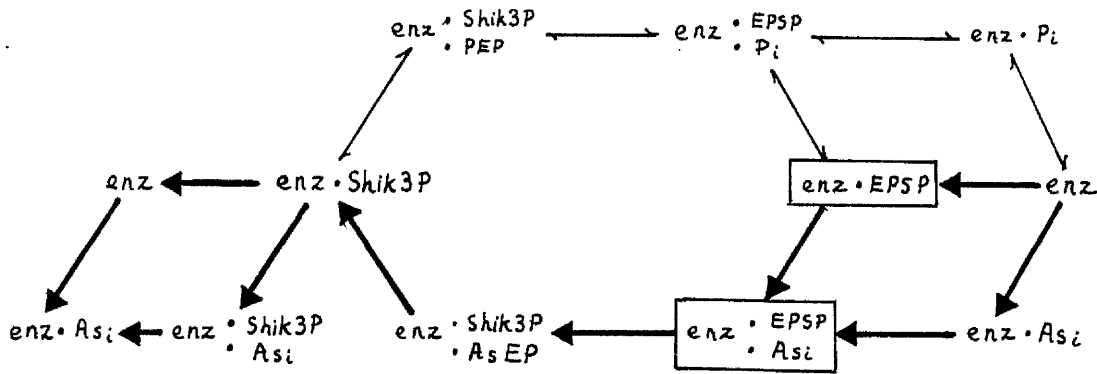 enz · Shik3P
· PEP
enz · EPSP
· Pi
enz · Pi
enz
enz · Shik3P
enz · EPSP
enz
enz · Asi
enz · Shik3P
· Asi
enz · Shik3P
· AsEP
enz · EPSP
· Asi
enz · Asi